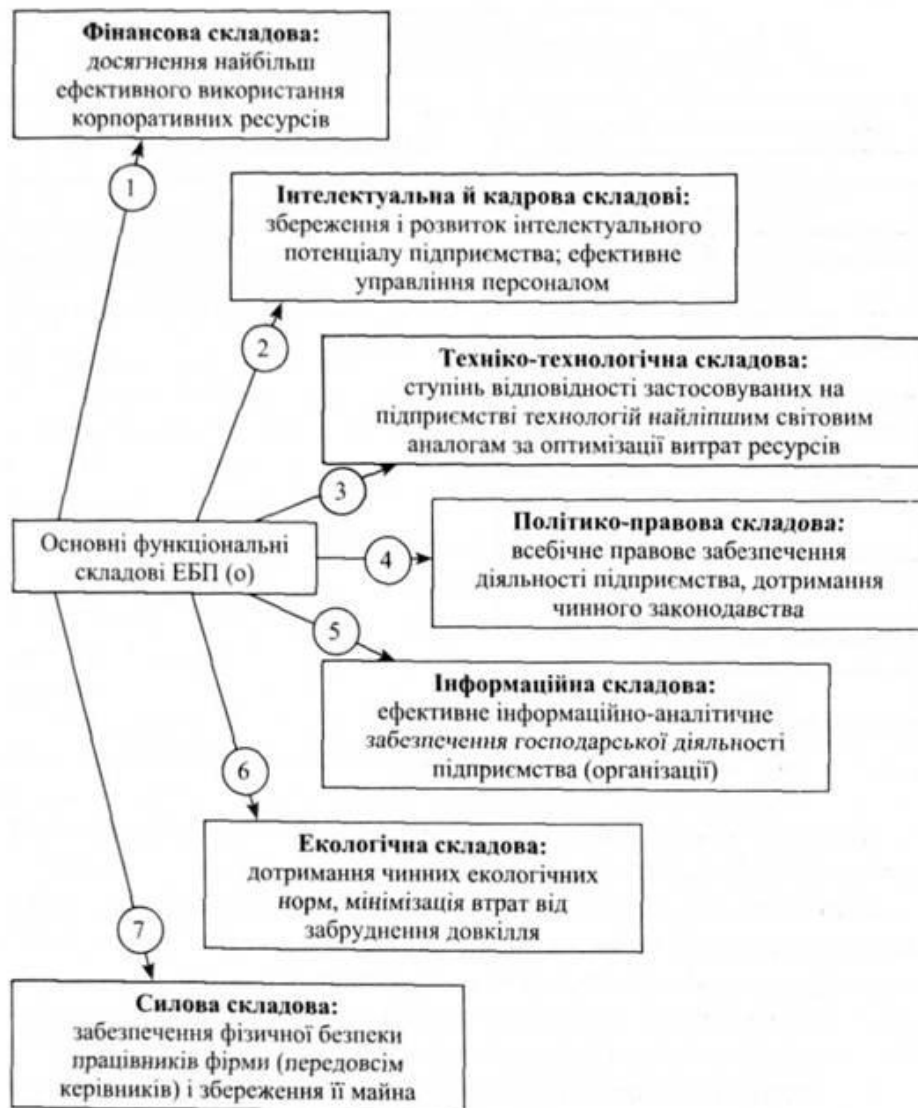 Фінансова складова:
досягнення найбільш
ефективного використання
корпоративних ресурсів
1
Інтелектуальна й кадрова складові:
збереження і розвиток інтелектуального
потенціалу підприємства; ефективне
управління персоналом
2
Техніко-технологічна складова:
ступінь відповідності застосовуваних на
підприємстві технологій найліпшим світовим
аналогам за оптимізації витрат ресурсів
3
Основні функціональні
складові ЕБП (о)
4
Політико-правова складова:
всебічне правове забезпечення
діяльності підприємства, дотримання
чинного законодавства
5
Інформаційна складова:
ефективне інформаційно-аналітичне
забезпечення господарської діяльності
підприємства (організації)
6
Екологічна складова:
дотримання чинних екологічних
норм, мінімізація втрат від
забруднення довкілля
7
Силова складова:
забезпечення фізичної безпеки
працівників фірми (передовсім
керівників) і збереження її майна